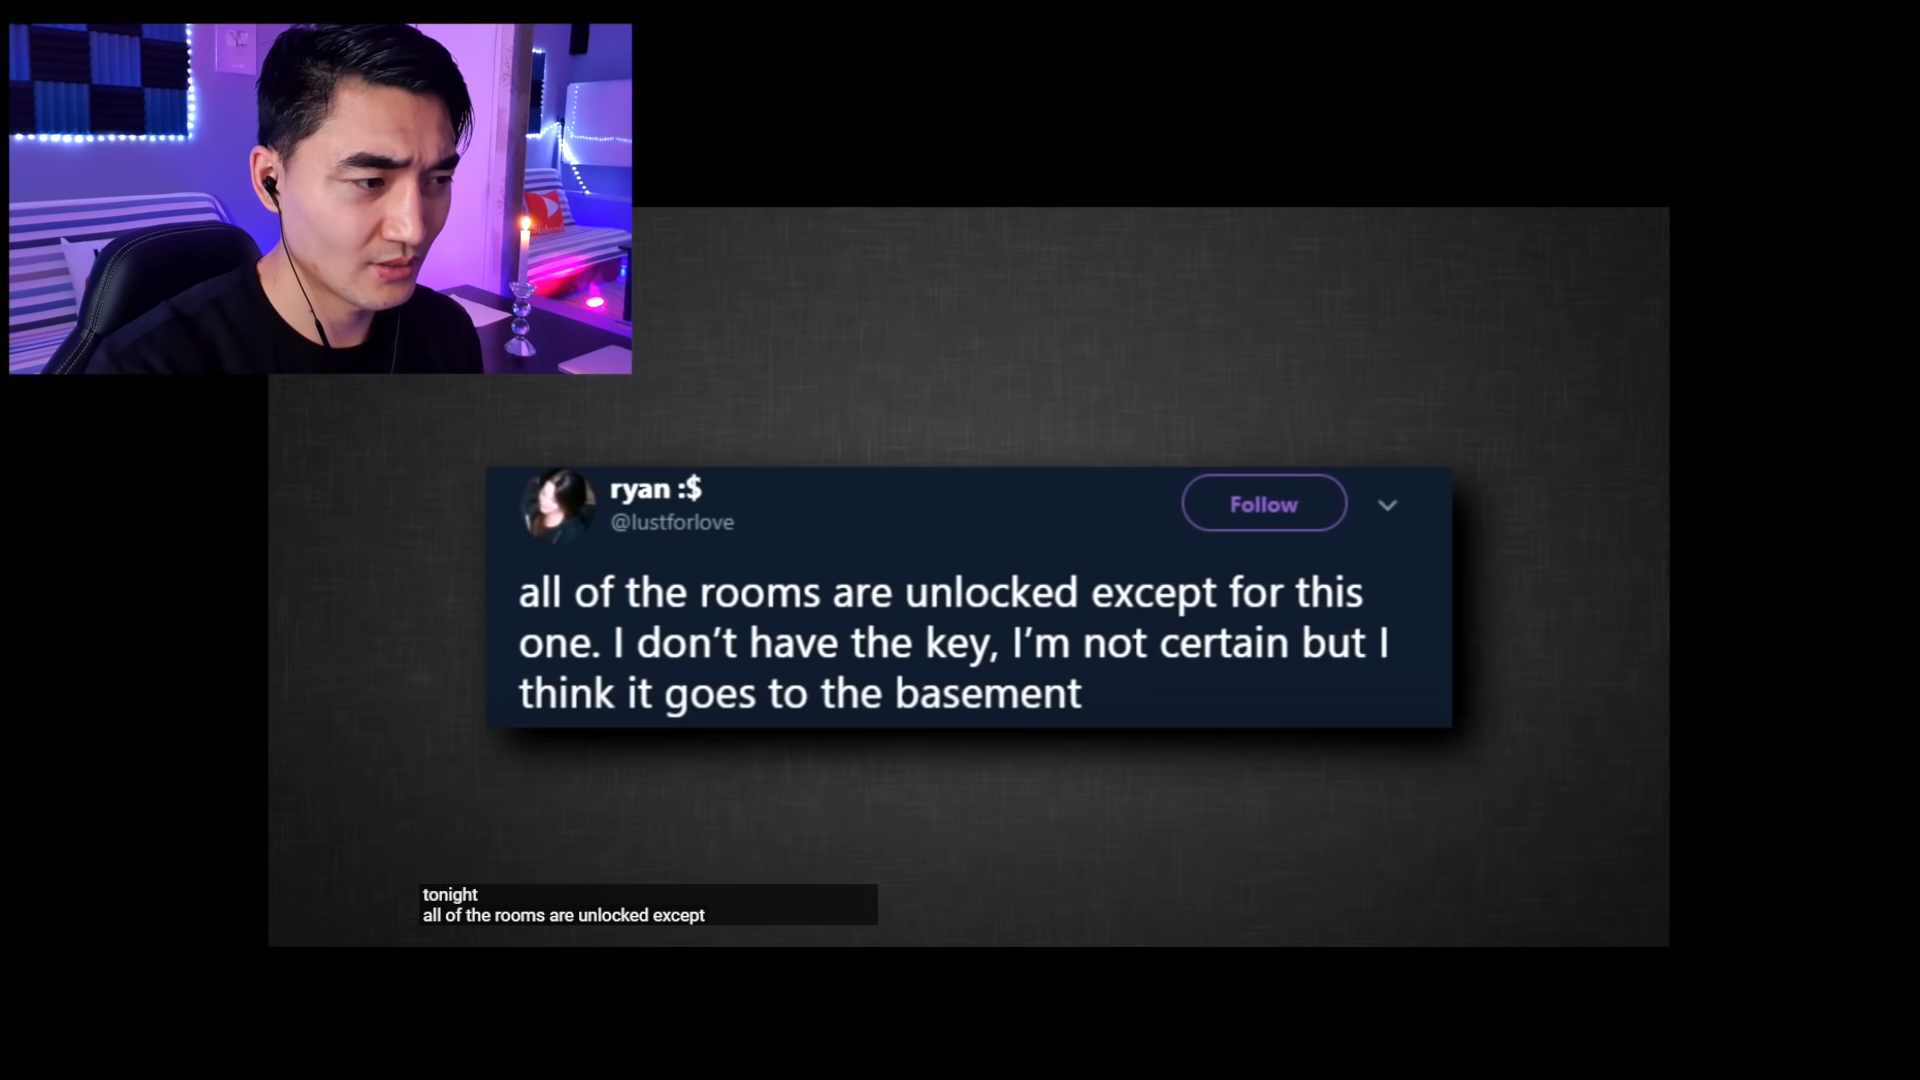 ryan :$
@lustforlove
Follow
all of the rooms are unlocked except for this
one. I don’t have the key, I’m not certain but I
think it goes to the basement
tonight
all of the rooms are unlocked except